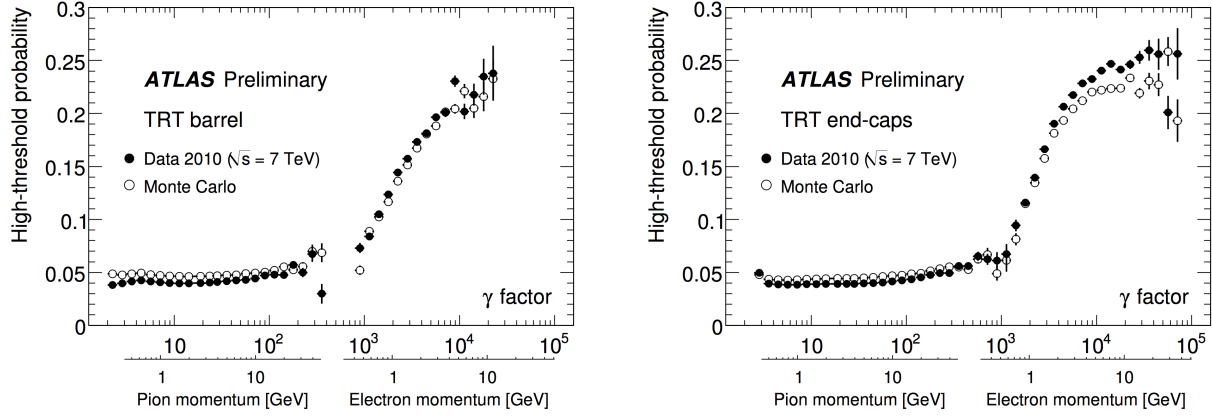 High-threshold probability
0.3
0.25
0.2
0.15
0.1
0.05
0
ATLAS Preliminary
TRT barrel
Data 2010 (√s = 7 TeV)
Monte Carlo
γ factor
10 10² 10³ 10⁴ 10⁵
1 10 1 10
Pion momentum [GeV] Electron momentum [GeV]
High-threshold probability
0.3
0.25
0.2
0.15
0.1
0.05
0
ATLAS Preliminary
TRT end-caps
Data 2010 (√s = 7 TeV)
Monte Carlo
γ factor
10 10² 10³ 10⁴ 10⁵
1 10 1 10
Pion momentum [GeV] Electron momentum [GeV]